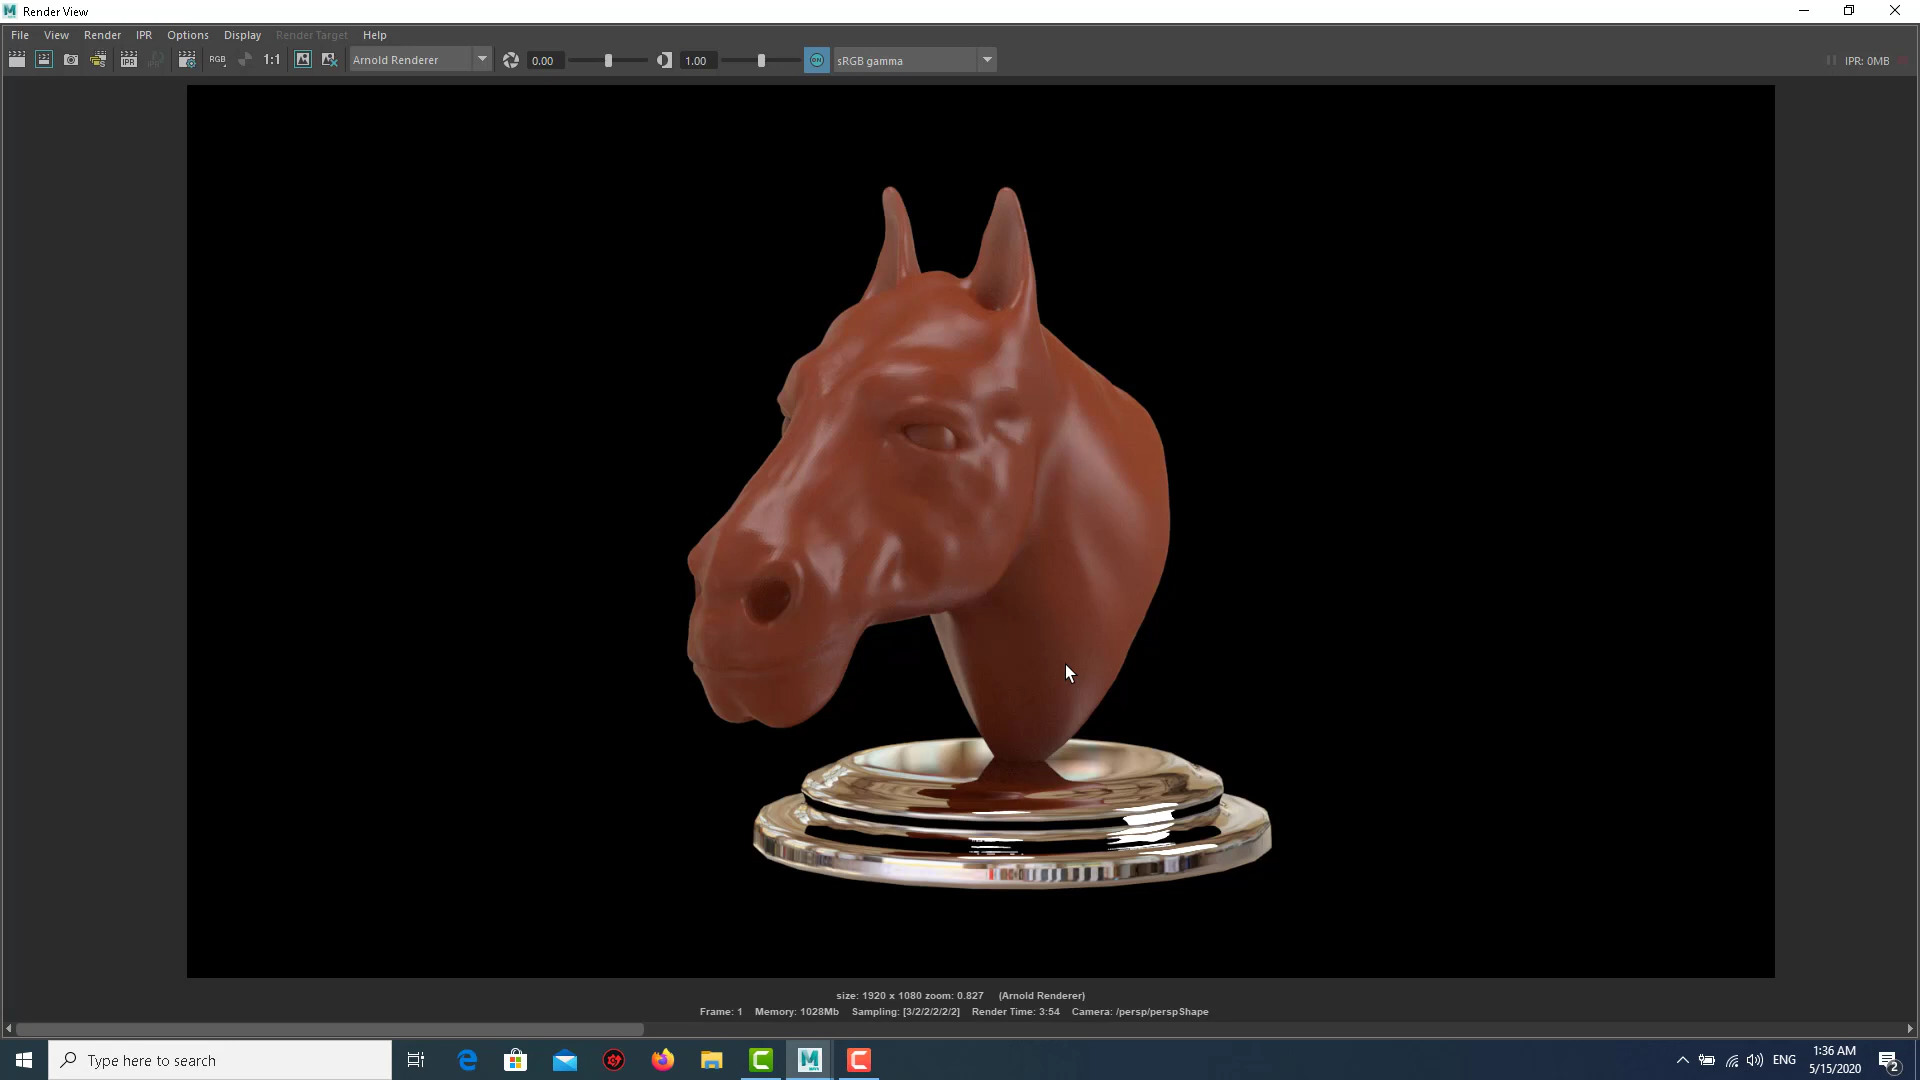 Render View
File View Render IPR Options Display Render Target Help
IPR RGB 1:1 Arnold Renderer 0.00 1.00 ON sRGB gamma IPR: 0MB
size: 1920 x 1080 zoom: 0.827 (Arnold Renderer)
Frame: 1 Memory: 1028Mb Sampling: [3/2/2/2/2/2] Render Time: 3:54 Camera: /persp/perspShape
Type here to search
ENG
1:36 AM
5/15/2020
2